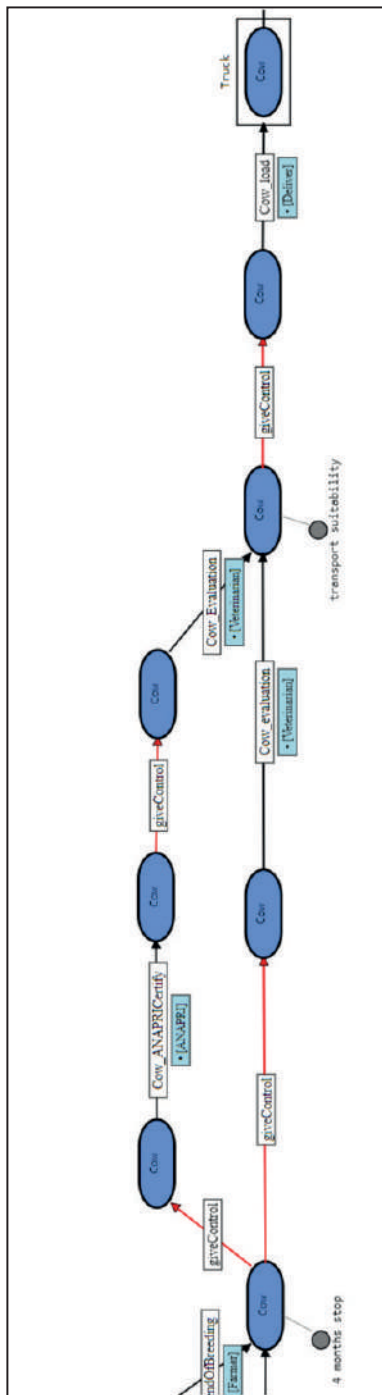 ndOfBreeding
[Farmer]
Cow
4 months stop
giveControl
Cow
Cow_ANAPRICertify
• [ANAPRI]
Cow
giveControl
Cow
Cow_Evaluation
• [Veterinarian]
giveControl
Cow
Cow_evaluation
• [Veterinarian]
Cow
transport suitability
giveControl
Cow
Cow_load
• [Deliver]
Truck
Cow